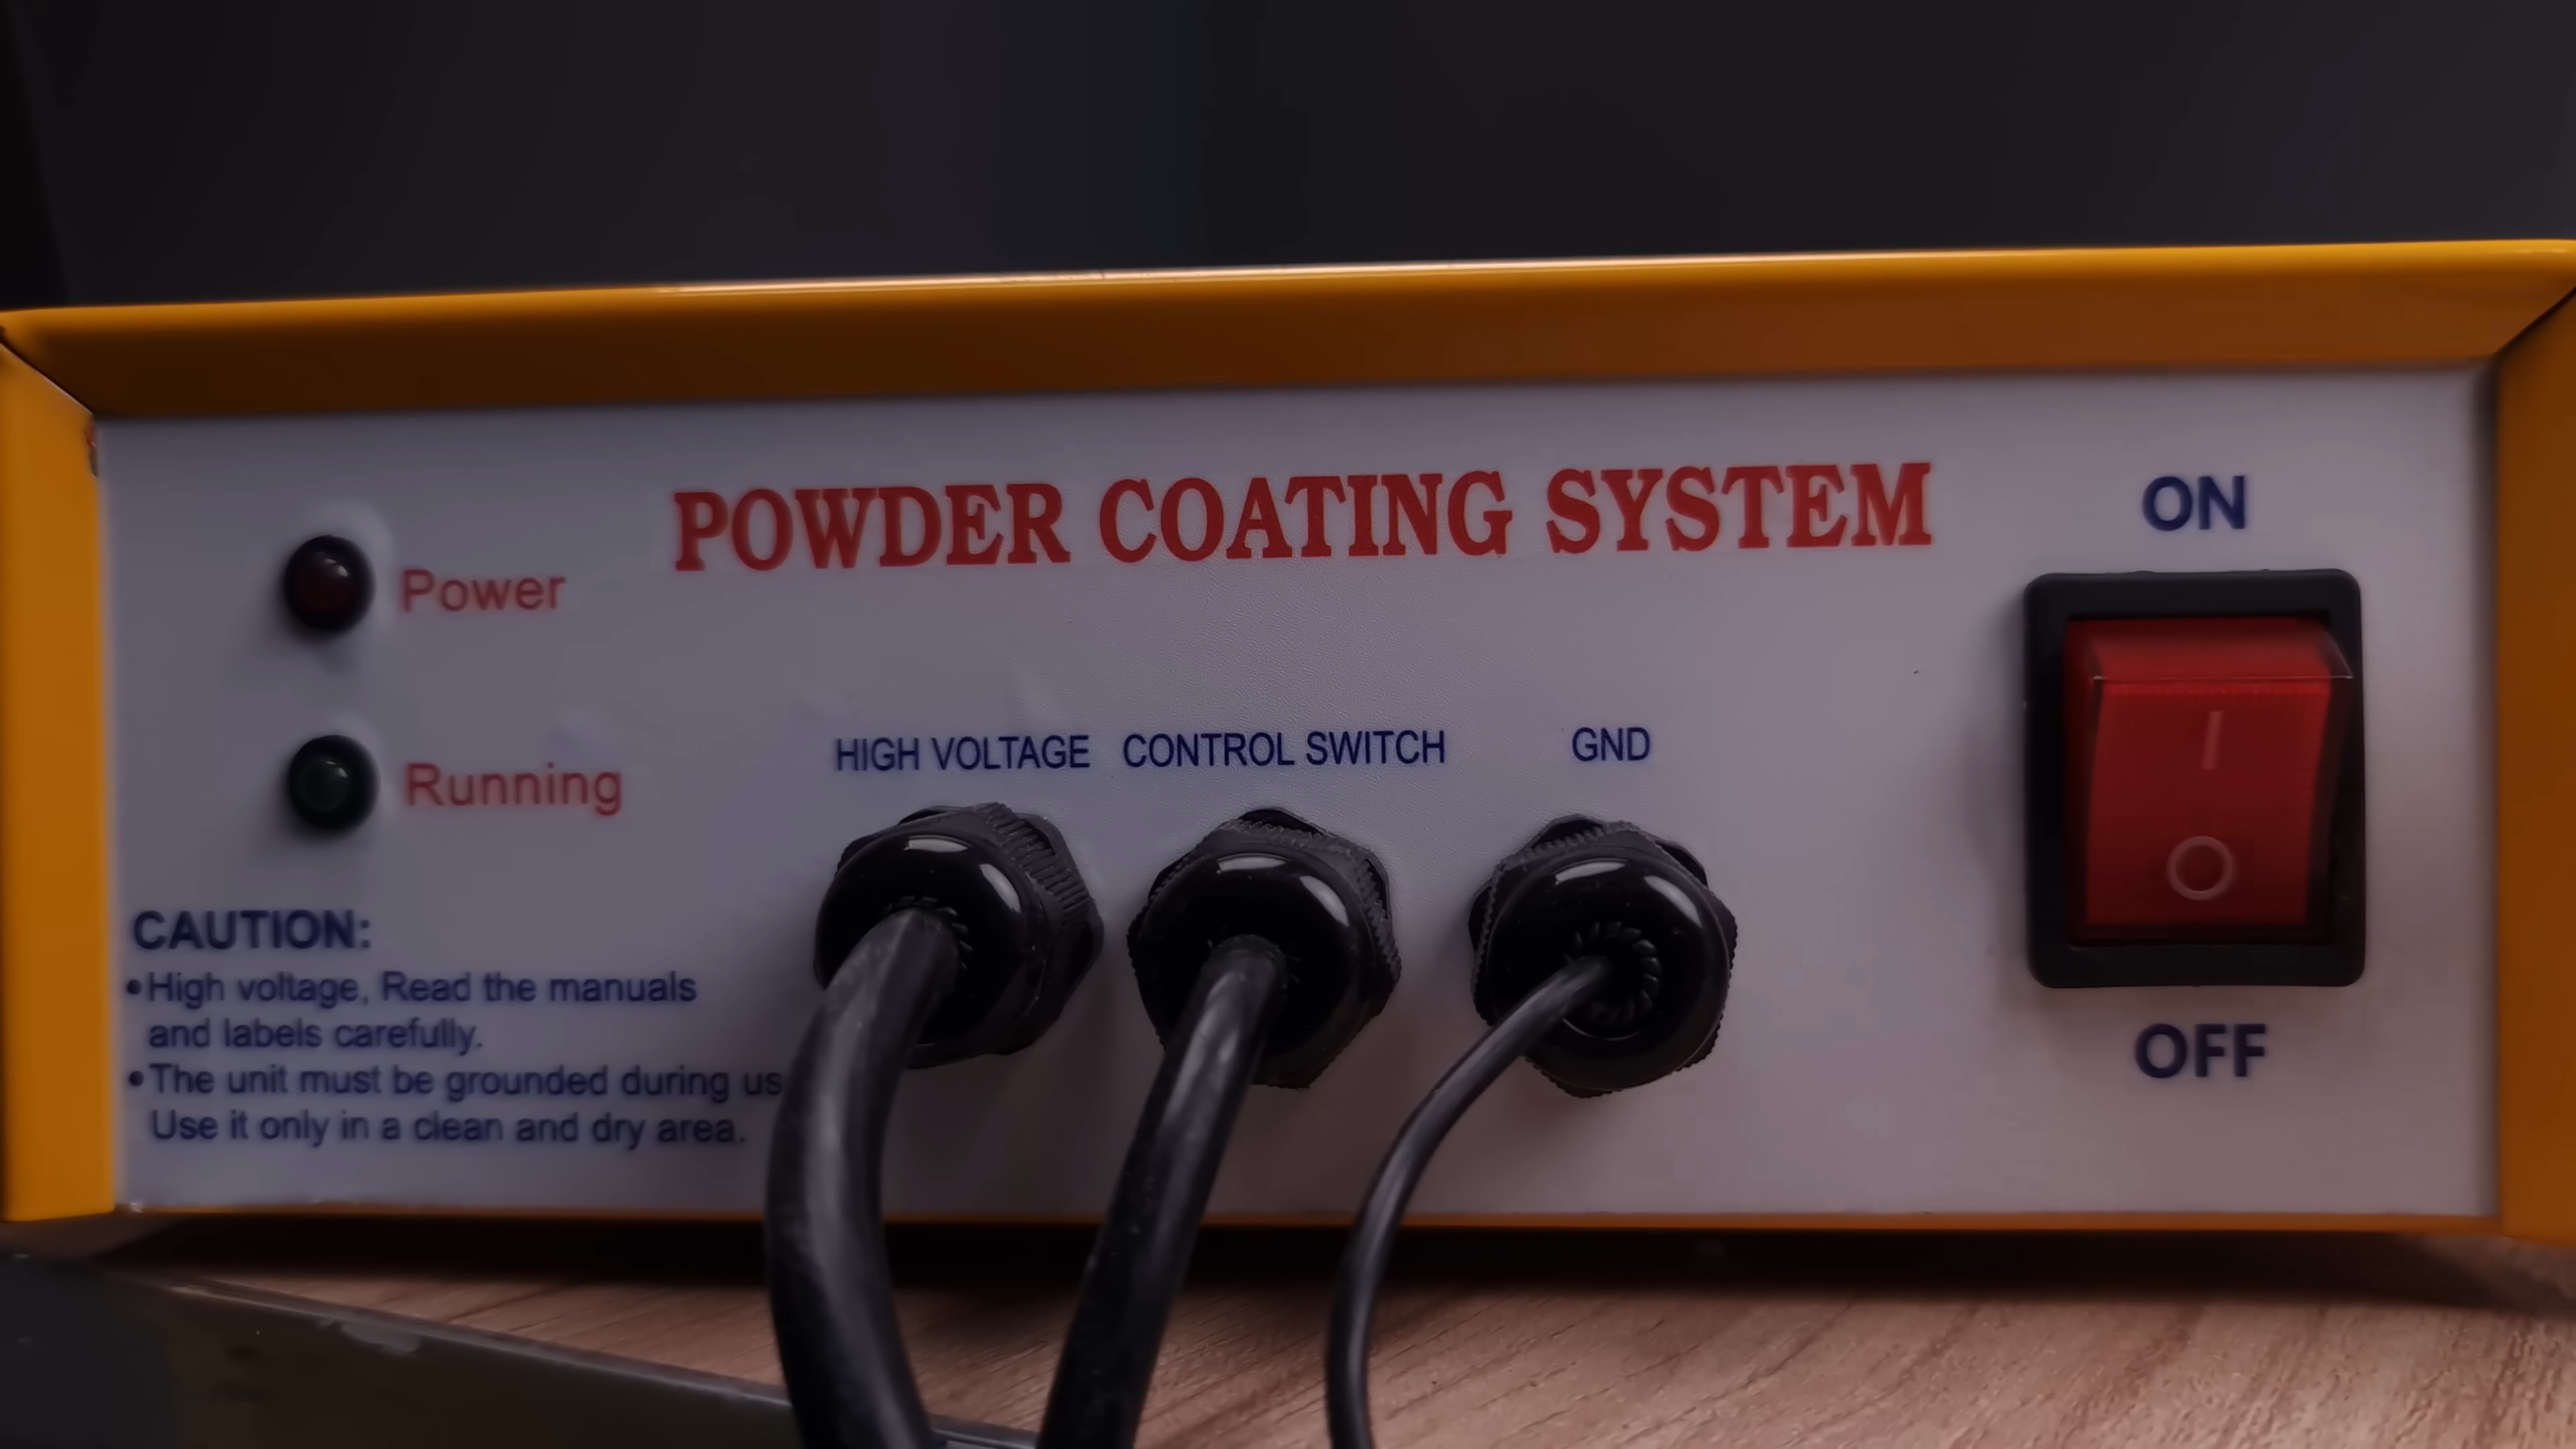 POWDER COATING SYSTEM
ON
Power
HIGH VOLTAGE CONTROL SWITCH GND
Running
CAUTION:
•High voltage, Read the manuals
and labels carefully.
•The unit must be grounded during us
Use it only in a clean and dry area.
OFF